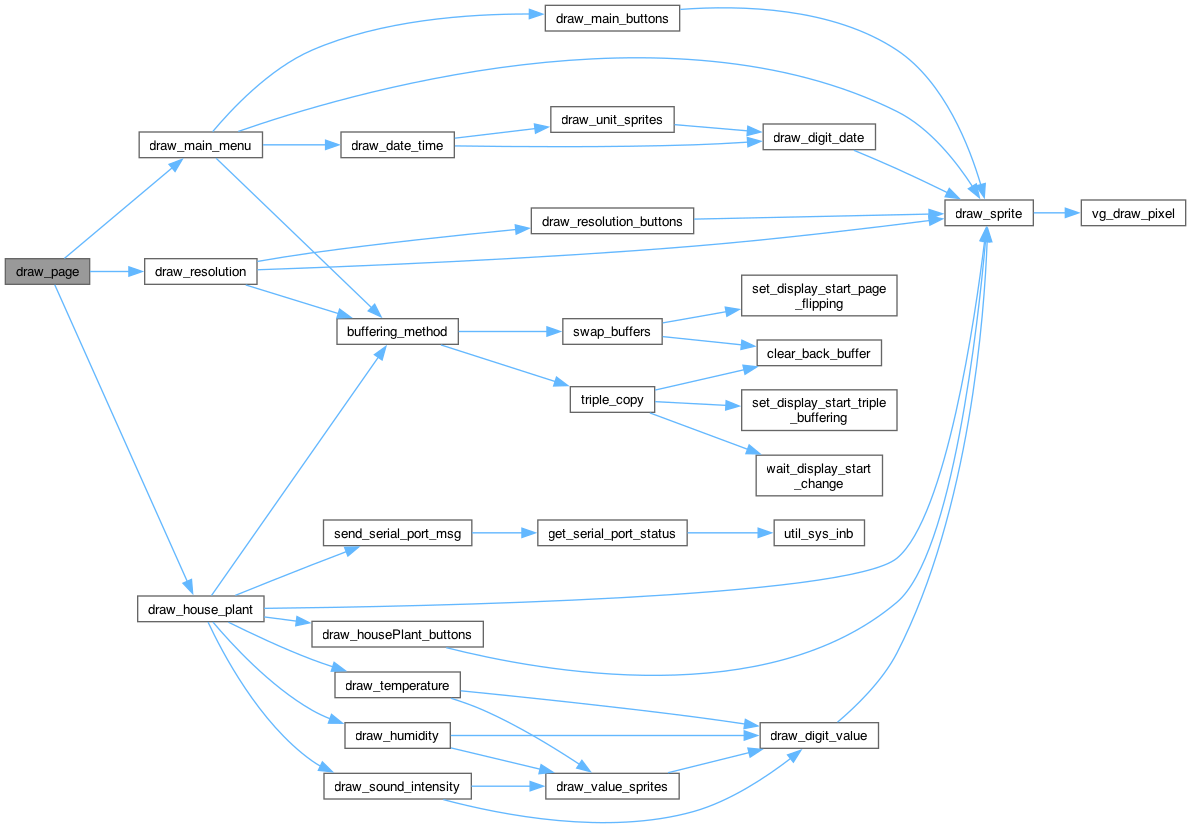 draw_main_buttons
draw_unit_sprites
draw_digit_date
draw_main_menu
draw_date_time
draw_sprite
vg_draw_pixel
draw_resolution_buttons
draw_page
draw_resolution
set_display_start_page
_flipping
buffering_method
swap_buffers
clear_back_buffer
triple_copy
set_display_start_triple
_buffering
wait_display_start
_change
send_serial_port_msg
get_serial_port_status
util_sys_inb
draw_house_plant
draw_housePlant_buttons
draw_temperature
draw_humidity
draw_digit_value
draw_sound_intensity
draw_value_sprites